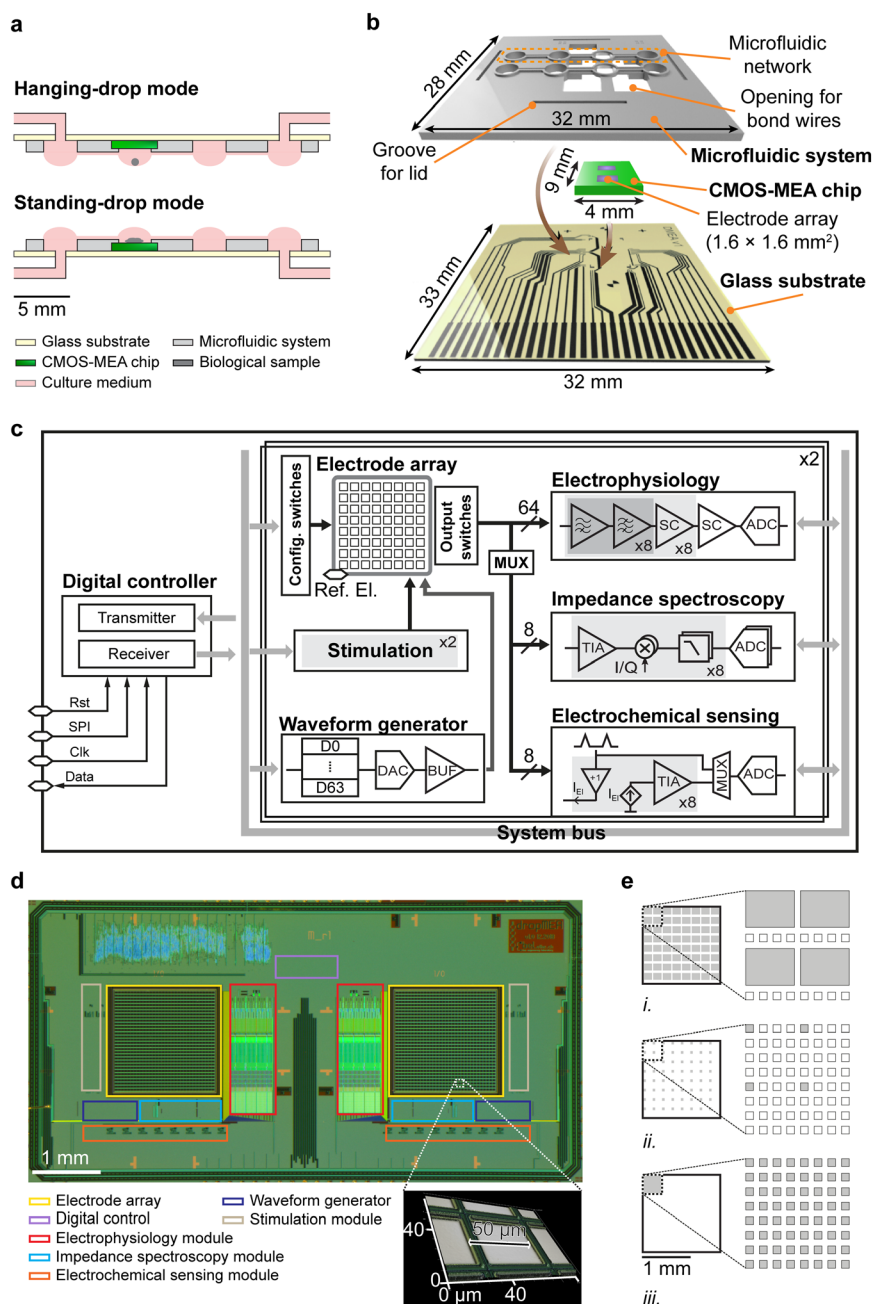 a
Hanging-drop mode
Standing-drop mode
5 mm
Glass substrate
Microfluidic system
CMOS-MEA chip
Biological sample
Culture medium
b
28 mm
32 mm
Groove
for lid
Microfluidic
network
Opening for
bond wires
Microfluidic system
9 mm
4 mm
CMOS-MEA chip
Electrode array
(1.6 × 1.6 mm²)
Glass substrate
33 mm
32 mm
c
x2
Config. switches
Electrode array
Output
switches
Ref. El.
64
MUX
8
8
Electrophysiology
x8
SC
x8
SC
ADC
Digital controller
Transmitter
Receiver
Rst
SPI
Clk
Data
Stimulation
x2
Impedance spectroscopy
TIA
I/Q
x8
ADC
Waveform generator
D0
D63
DAC
BUF
Electrochemical sensing
+1
IEl
IEl
TIA
x8
MUX
ADC
System bus
d
1 mm
Electrode array
Waveform generator
Digital control
Stimulation module
Electrophysiology module
Impedance spectroscopy module
Electrochemical sensing module
50 µm
40
0
0 µm
40
e
i.
ii.
1 mm
iii.